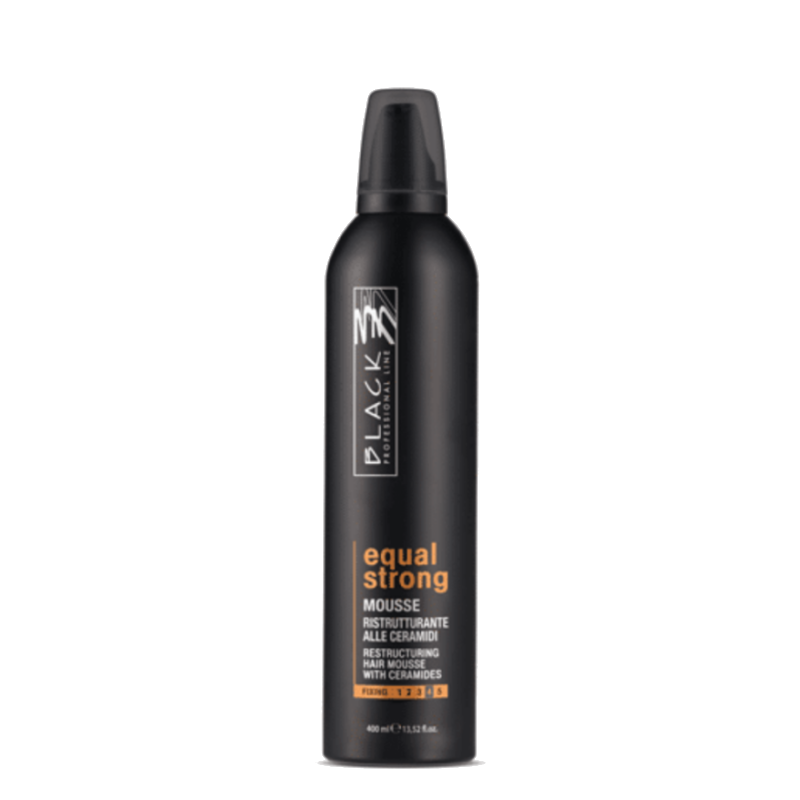 BLACK
PROFESSIONAL LINE
equal
strong
MOUSSE
RISTRUTTURANTE
ALLE CERAMIDI
RESTRUCTURING
HAIR MOUSSE
WITH CERAMIDES
FIXING: 1 2 3 4 5
400 ml ℮ 13,52 fl.oz.